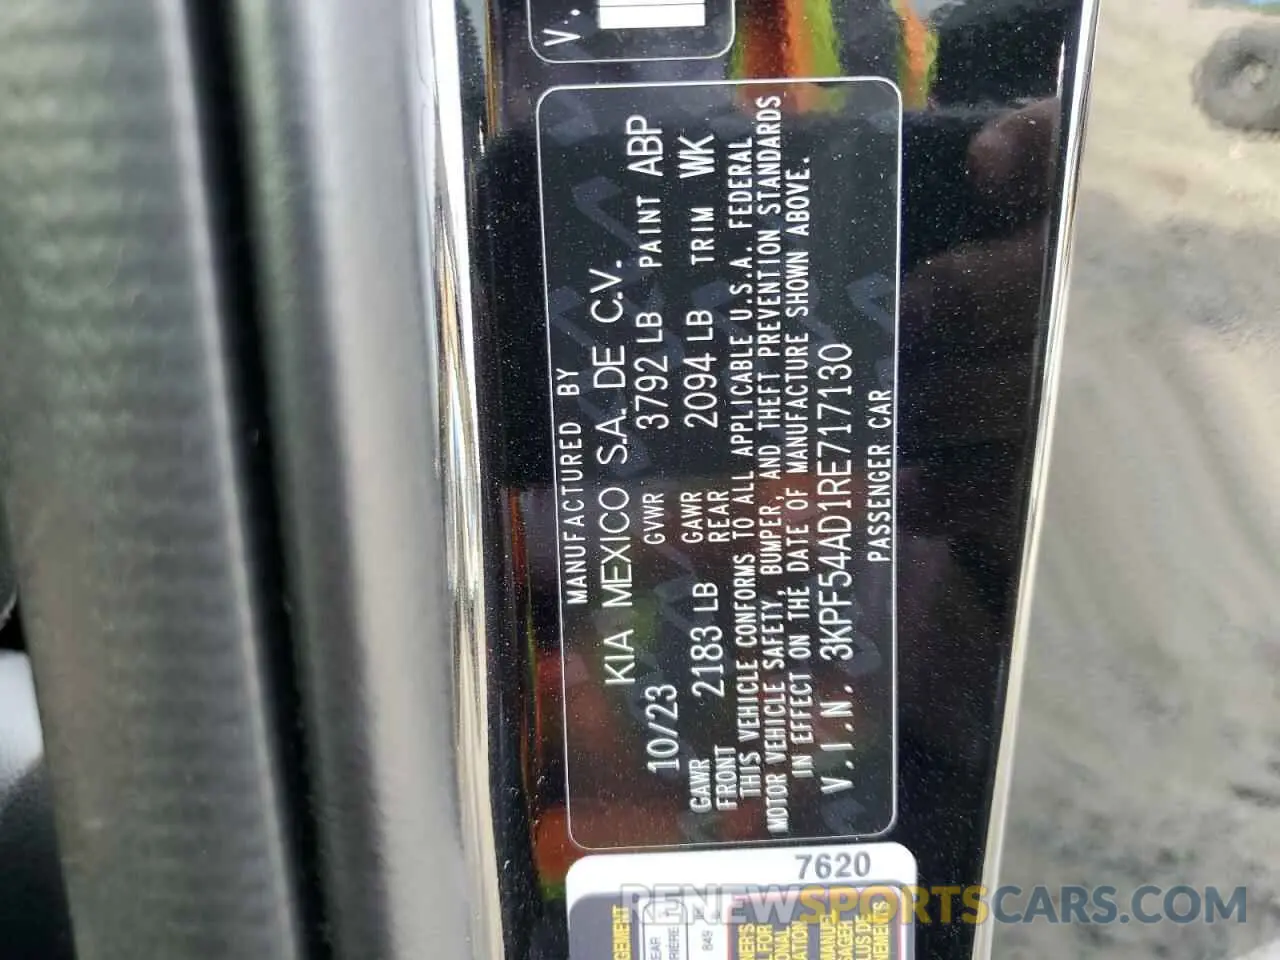 V.
MANUFACTURED BY
KIA MEXICO S.A. DE C.V.
10/23 GVWR 3792 LB PAINT ABP
GAWR FRONT 2183 LB GAWR REAR 2094 LB TRIM WK
THIS VEHICLE CONFORMS TO ALL APPLICABLE U.S.A. FEDERAL
MOTOR VEHICLE SAFETY, BUMPER, AND THEFT PREVENTION STANDARDS
IN EFFECT ON THE DATE OF MANUFACTURE SHOWN ABOVE.
V.I.N. 3KPF54AD1RE717130
PASSENGER CAR
7620
RENEWSPORTSCARS.COM